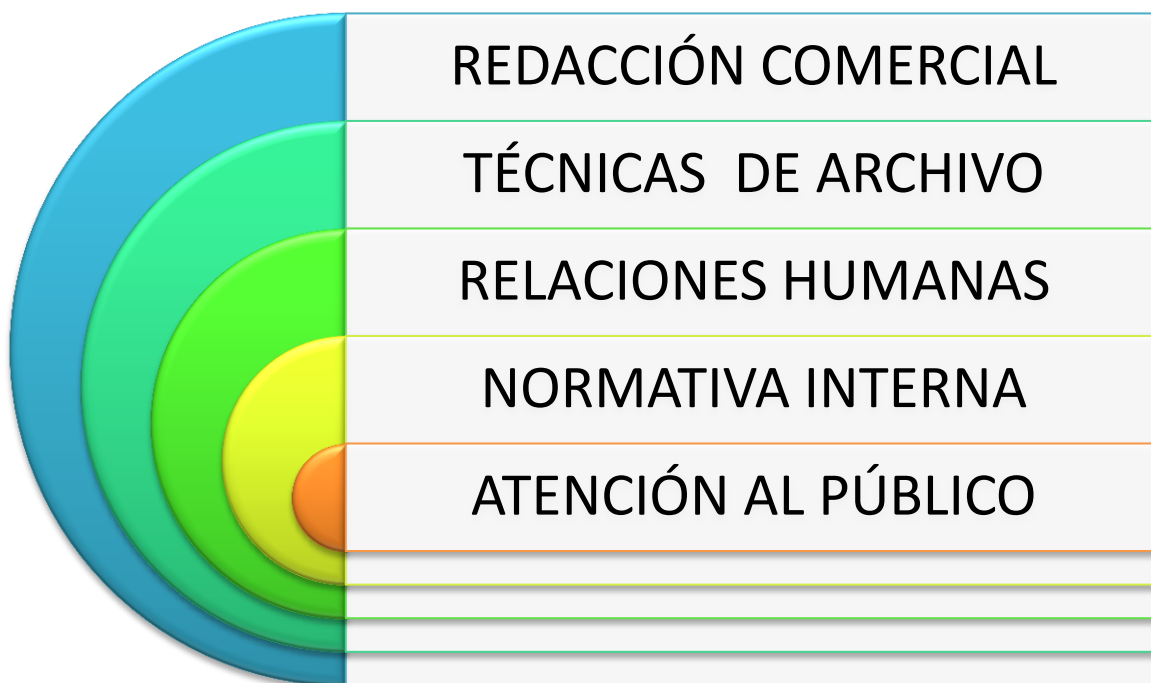 REDACCIÓN COMERCIAL
TÉCNICAS  DE ARCHIVO
RELACIONES HUMANAS
NORMATIVA INTERNA
ATENCIÓN AL PÚBLICO